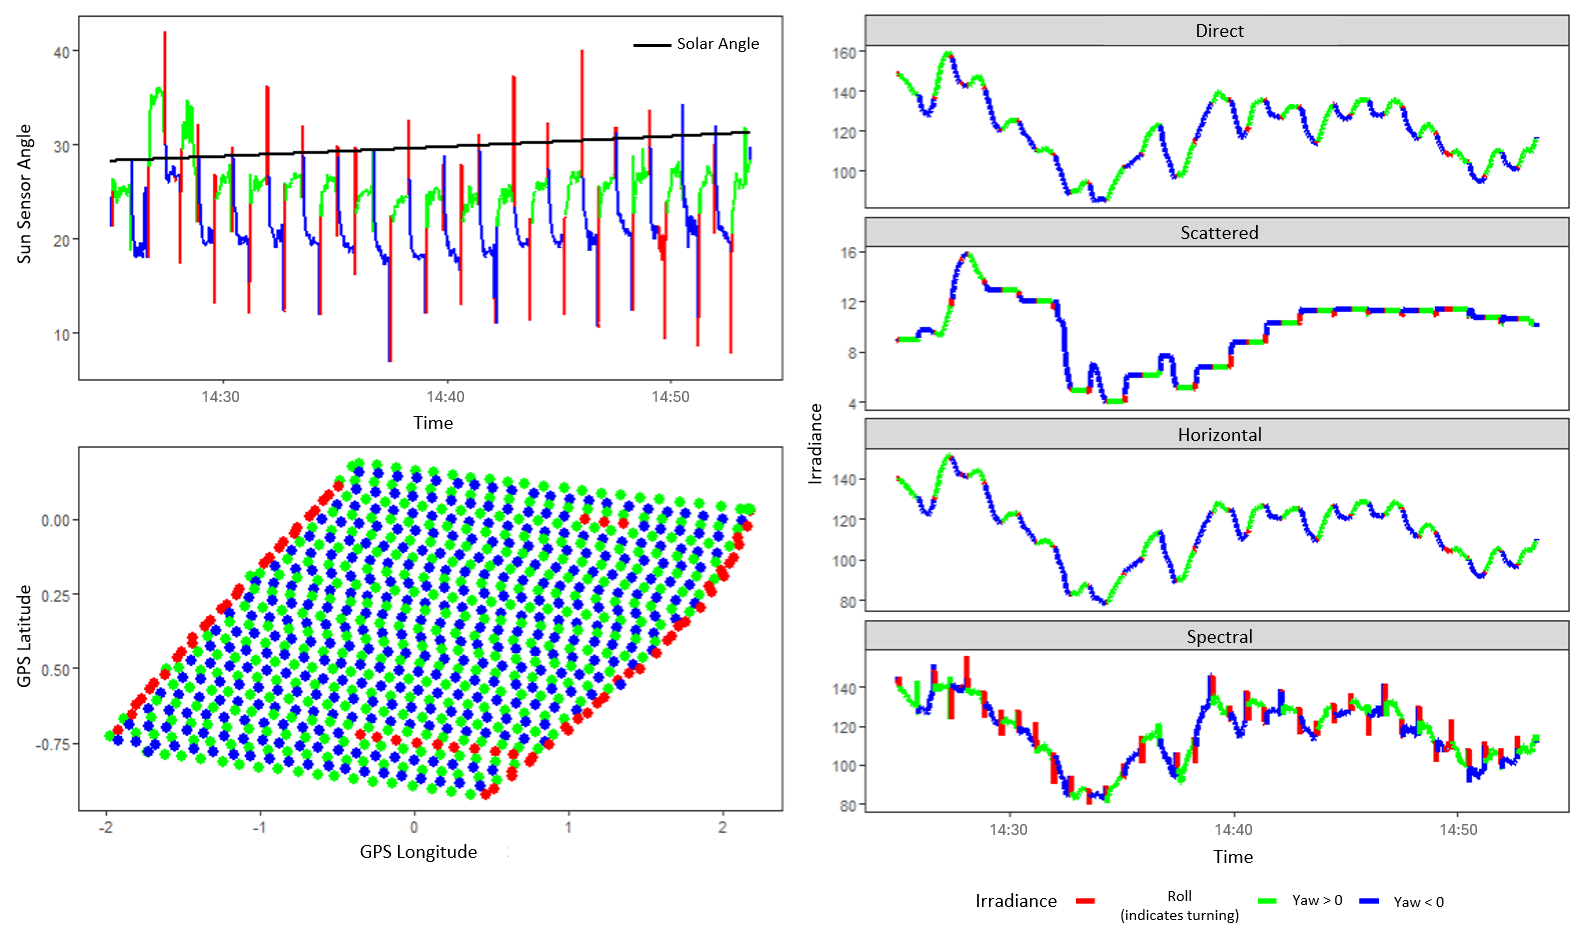 Sun Sensor Angle
40
30
20
10
Solar Angle
14:30
14:40
14:50
Time
GPS Latitude
0.00
0.25
0.50
-0.75
-2
-1
0
1
2
GPS Longitude
Irradiance
Direct
160
140
120
100
Scattered
16
12
8
4
Horizontal
140
120
100
80
Spectral
140
120
100
80
14:30
14:40
14:50
Time
Irradiance
Roll
(indicates turning)
Yaw > 0
Yaw < 0